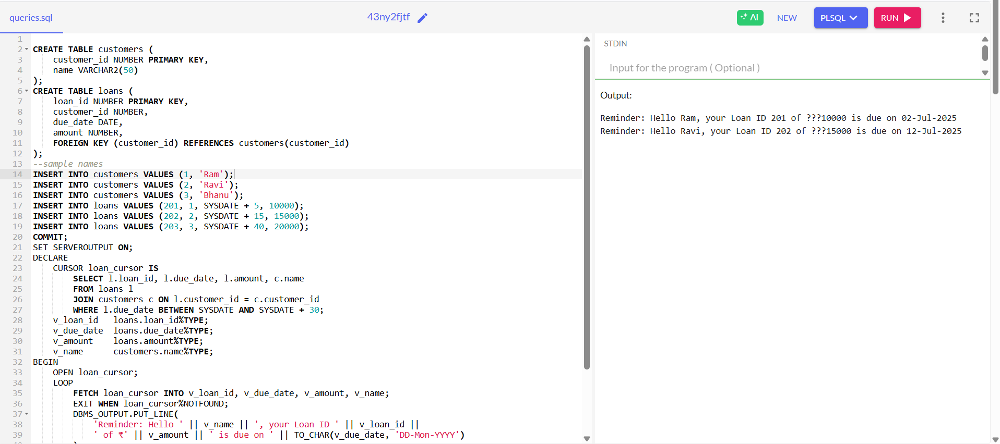 queries.sql
43ny2fjtf
AI
NEW
PLSQL
RUN
1
2 CREATE TABLE customers (
3     customer_id NUMBER PRIMARY KEY,
4     name VARCHAR2(50)
5 );
6 CREATE TABLE loans (
7     loan_id NUMBER PRIMARY KEY,
8     customer_id NUMBER,
9     due_date DATE,
10     amount NUMBER,
11     FOREIGN KEY (customer_id) REFERENCES customers(customer_id)
12 );
13 --sample names
14 INSERT INTO customers VALUES (1, 'Ram');
15 INSERT INTO customers VALUES (2, 'Ravi');
16 INSERT INTO customers VALUES (3, 'Bhanu');
17 INSERT INTO loans VALUES (201, 1, SYSDATE + 5, 10000);
18 INSERT INTO loans VALUES (202, 2, SYSDATE + 15, 15000);
19 INSERT INTO loans VALUES (203, 3, SYSDATE + 40, 20000);
20 COMMIT;
21 SET SERVEROUTPUT ON;
22 DECLARE
23     CURSOR loan_cursor IS
24         SELECT l.loan_id, l.due_date, l.amount, c.name
25         FROM loans l
26         JOIN customers c ON l.customer_id = c.customer_id
27         WHERE l.due_date BETWEEN SYSDATE AND SYSDATE + 30;
28     v_loan_id   loans.loan_id%TYPE;
29     v_due_date  loans.due_date%TYPE;
30     v_amount    loans.amount%TYPE;
31     v_name      customers.name%TYPE;
32 BEGIN
33     OPEN loan_cursor;
34     LOOP
35         FETCH loan_cursor INTO v_loan_id, v_due_date, v_amount, v_name;
36         EXIT WHEN loan_cursor%NOTFOUND;
37         DBMS_OUTPUT.PUT_LINE(
38             'Reminder: Hello ' || v_name || ', your Loan ID ' || v_loan_id ||
39             ' of ₹' || v_amount || ' is due on ' || TO_CHAR(v_due_date, 'DD-Mon-YYYY')
STDIN
Input for the program ( Optional )
Output:
Reminder: Hello Ram, your Loan ID 201 of ???10000 is due on 02-Jul-2025
Reminder: Hello Ravi, your Loan ID 202 of ???15000 is due on 12-Jul-2025